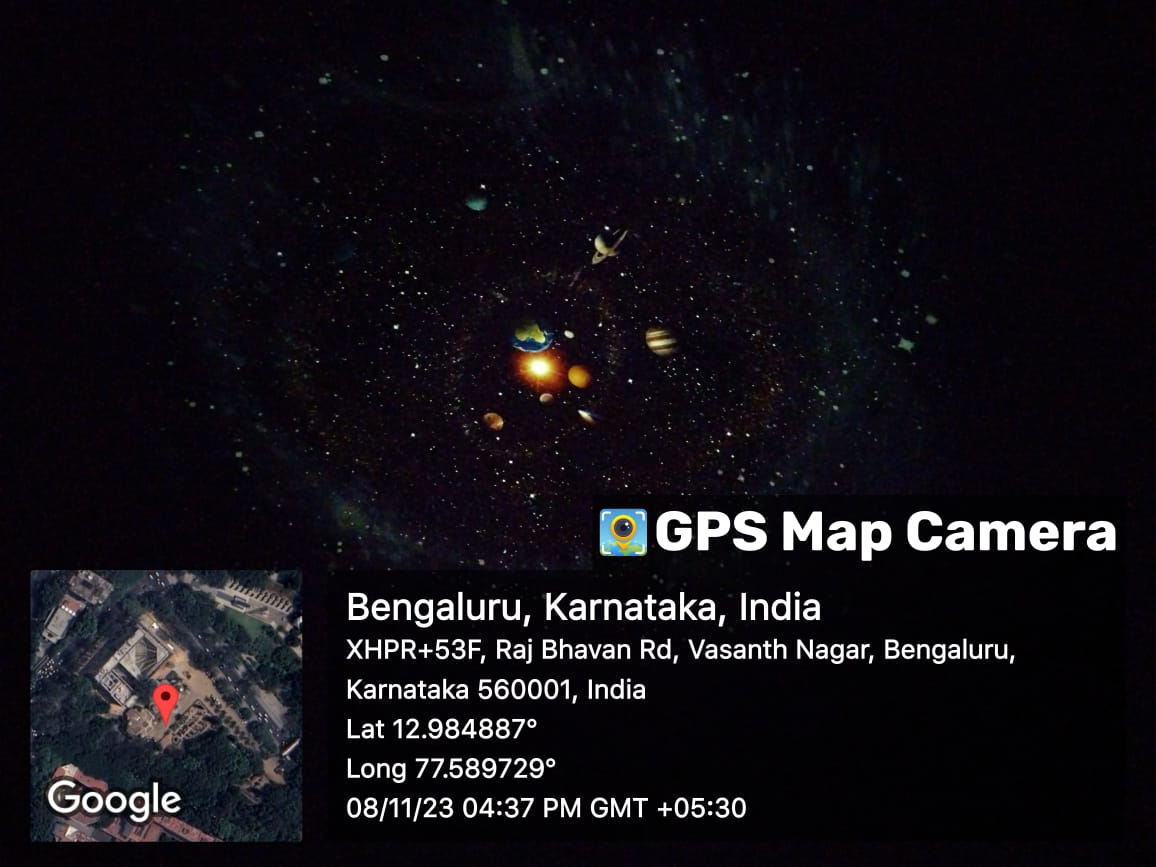 GPS Map Camera
Bengaluru, Karnataka, India
XHPR+53F, Raj Bhavan Rd, Vasanth Nagar, Bengaluru,
Karnataka 560001, India
Lat 12.984887°
Long 77.589729°
08/11/23 04:37 PM GMT +05:30
Google